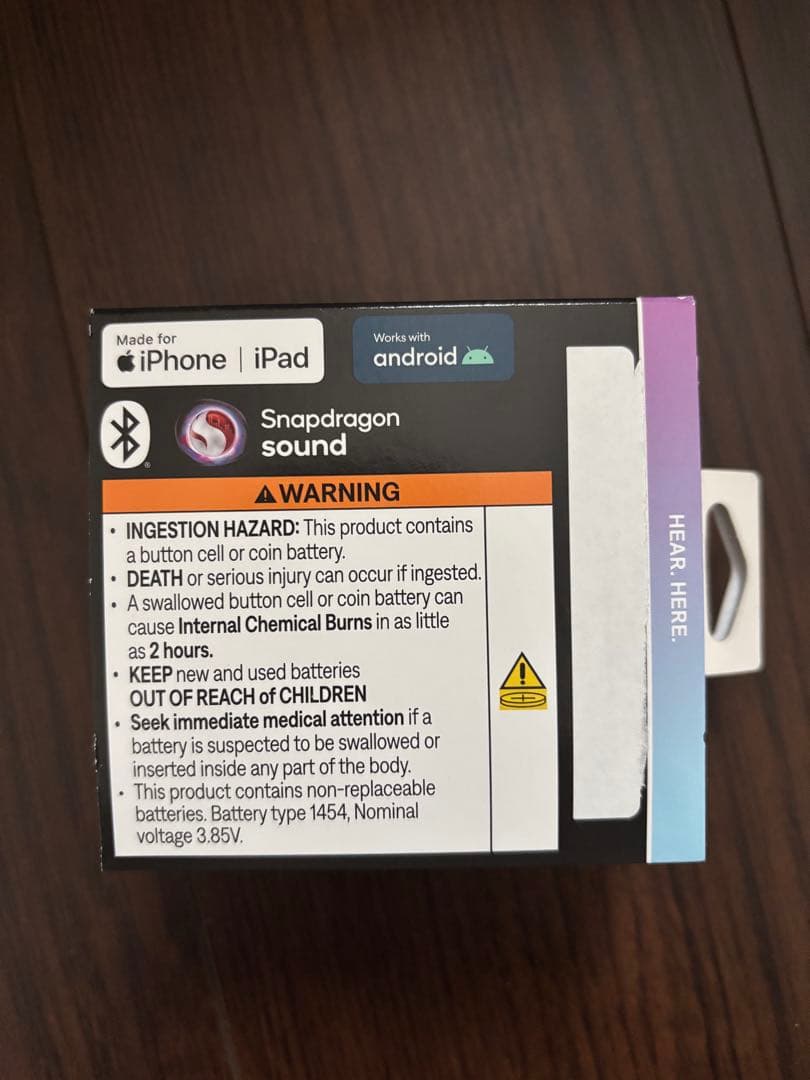 Made for
iPhone | iPad
Works with
android
®
Snapdragon
sound
WARNING
• INGESTION HAZARD: This product contains
a button cell or coin battery.
• DEATH or serious injury can occur if ingested.
• A swallowed button cell or coin battery can
cause Internal Chemical Burns in as little
as 2 hours.
• KEEP new and used batteries
OUT OF REACH of CHILDREN
• Seek immediate medical attention if a
battery is suspected to be swallowed or
inserted inside any part of the body.
• This product contains non-replaceable
batteries. Battery type 1454, Nominal
voltage 3.85V.
HEAR. HERE.